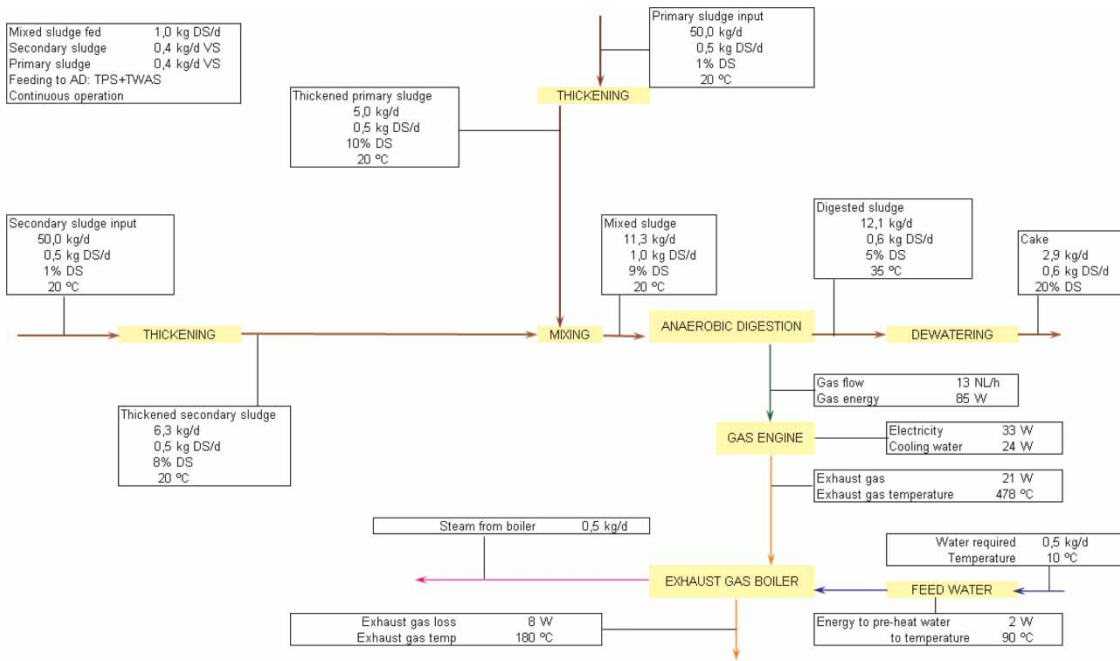 Mixed sludge fed 1,0 kg DS/d
Secondary sludge 0,4 kg/d VS
Primary sludge 0,4 kg/d VS
Feeding to AD: TPS+TWAS
Continuous operation
Primary sludge input
50,0 kg/d
0,5 kg DS/d
1% DS
20 ºC
THICKENING
Thickened primary sludge
5,0 kg/d
0,5 kg DS/d
10% DS
20 ºC
Secondary sludge input
50,0 kg/d
0,5 kg DS/d
1% DS
20 ºC
Mixed sludge
11,3 kg/d
1,0 kg DS/d
9% DS
20 ºC
Digested sludge
12,1 kg/d
0,6 kg DS/d
5% DS
35 ºC
Cake
2,9 kg/d
0,6 kg DS/d
20% DS
THICKENING
MIXING
ANAEROBIC DIGESTION
DEWATERING
Thickened secondary sludge
6,3 kg/d
0,5 kg DS/d
8% DS
20 ºC
Gas flow 13 NL/h
Gas energy 85 W
GAS ENGINE
Electricity 33 W
Cooling water 24 W
Exhaust gas 21 W
Exhaust gas temperature 478 ºC
Steam from boiler 0,5 kg/d
Water required 0,5 kg/d
Temperature 10 ºC
EXHAUST GAS BOILER
FEED WATER
Exhaust gas loss 8 W
Exhaust gas temp 180 ºC
Energy to pre-heat water 2 W
to temperature 90 ºC